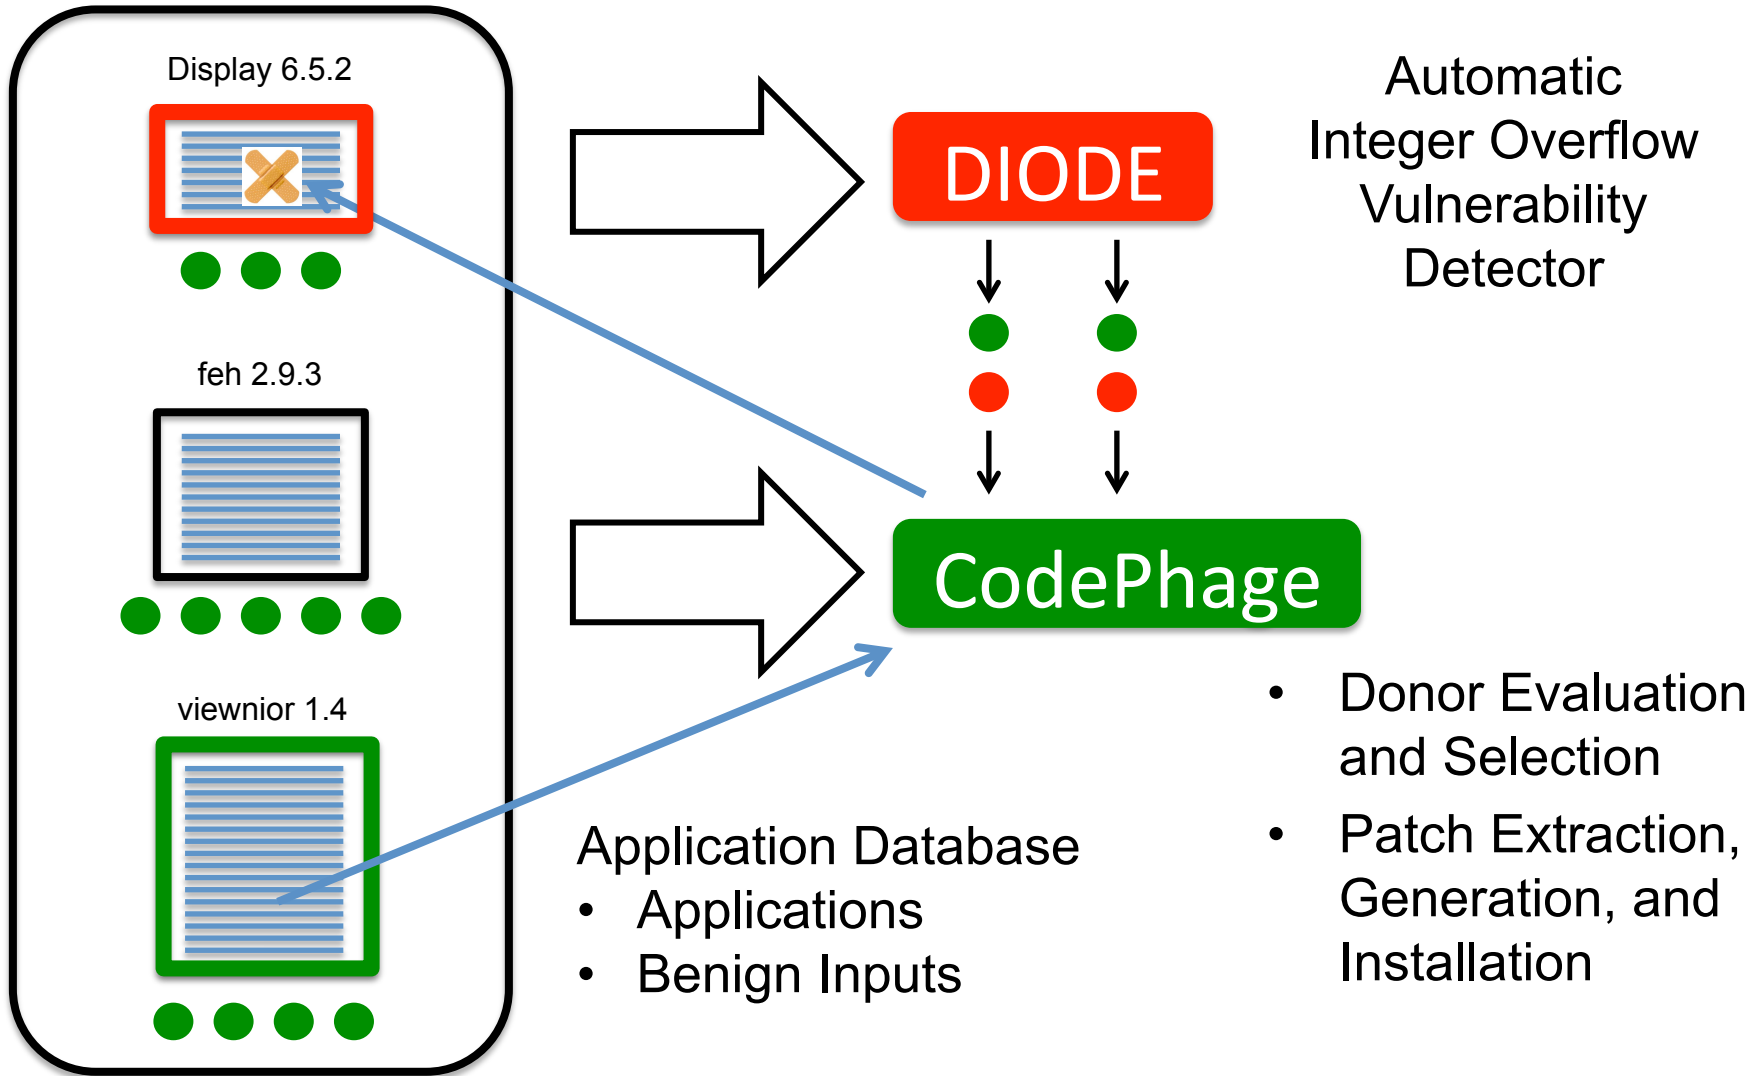 Display 6.5.2
feh 2.9.3
viewnior 1.4
DIODE
Automatic
Integer Overflow
Vulnerability
Detector
CodePhage
• Donor Evaluation
and Selection
• Patch Extraction,
Generation, and
Installation
Application Database
• Applications
• Benign Inputs